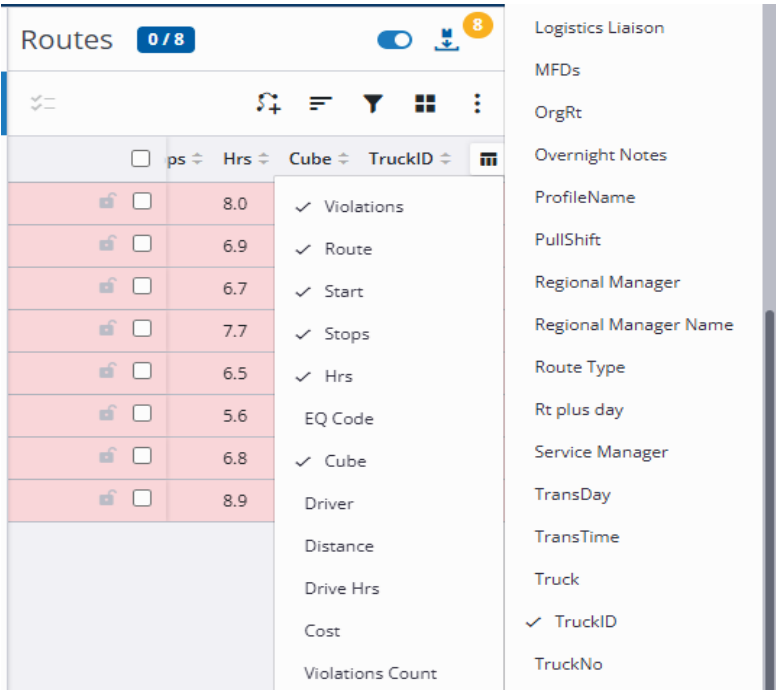 Routes 0 / 8 8
ps Hrs Cube TruckID
8.0
6.9
6.7
7.7
6.5
5.6
6.8
8.9
Violations
Route
Start
Stops
Hrs
EQ Code
Cube
Driver
Distance
Drive Hrs
Cost
Violations Count
Logistics Liaison
MFDs
OrgRt
Overnight Notes
ProfileName
PullShift
Regional Manager
Regional Manager Name
Route Type
Rt plus day
Service Manager
TransDay
TransTime
Truck
TruckID
TruckNo